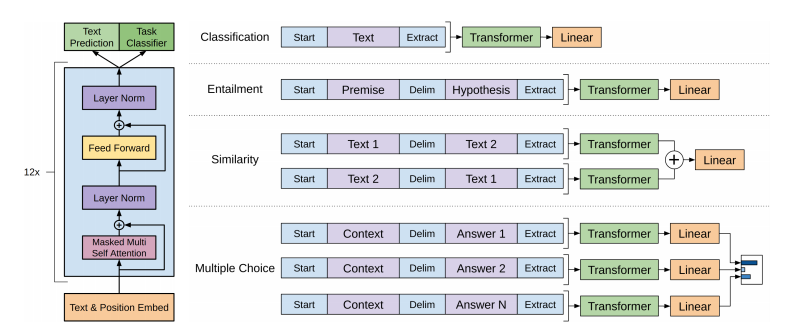 Text Prediction
Task Classifier
Layer Norm
+
Feed Forward
12x
Layer Norm
+
Masked Multi
Self Attention
Text & Position Embed
Classification Start Text Extract Transformer Linear
Entailment Start Premise Delim Hypothesis Extract Transformer Linear
Similarity
Start Text 1 Delim Text 2 Extract Transformer
+ Linear
Start Text 2 Delim Text 1 Extract Transformer
Multiple Choice
Start Context Delim Answer 1 Extract Transformer Linear
Start Context Delim Answer 2 Extract Transformer Linear
Start Context Delim Answer N Extract Transformer Linear